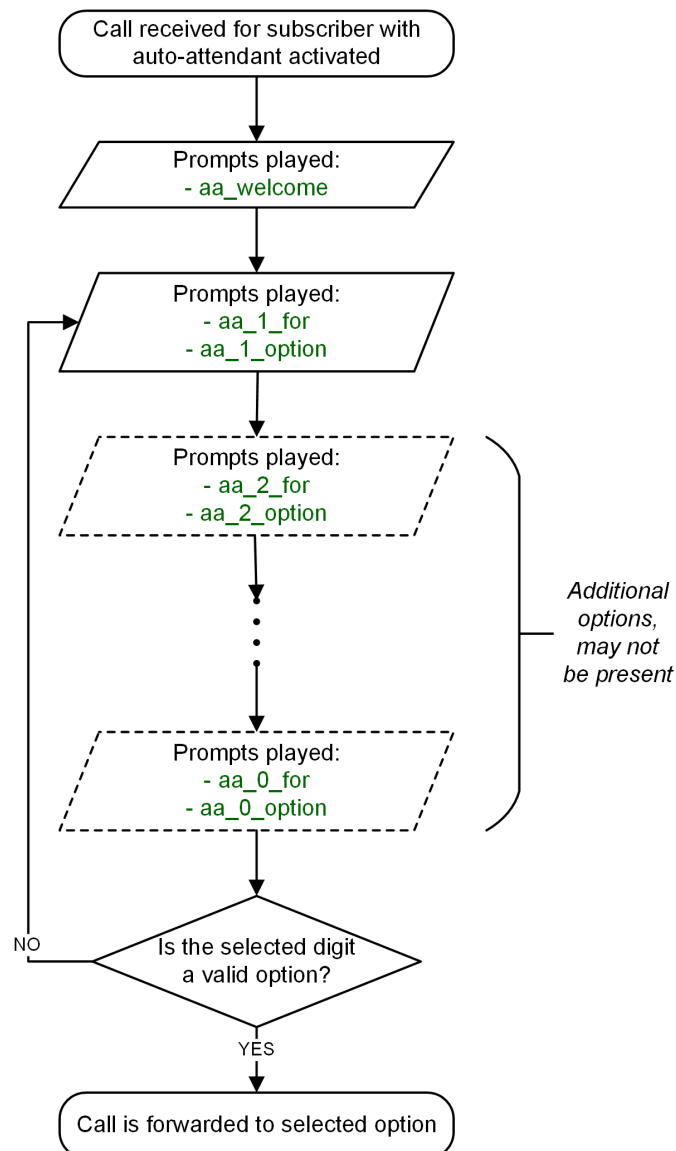 Call received for subscriber with
auto-attendant activated
Prompts played:
- aa_welcome
Prompts played:
- aa_1_for
- aa_1_option
Prompts played:
- aa_2_for
- aa_2_option
Additional
options,
may not
be present
Prompts played:
- aa_0_for
- aa_0_option
NO
Is the selected digit
a valid option?
YES
Call is forwarded to selected option